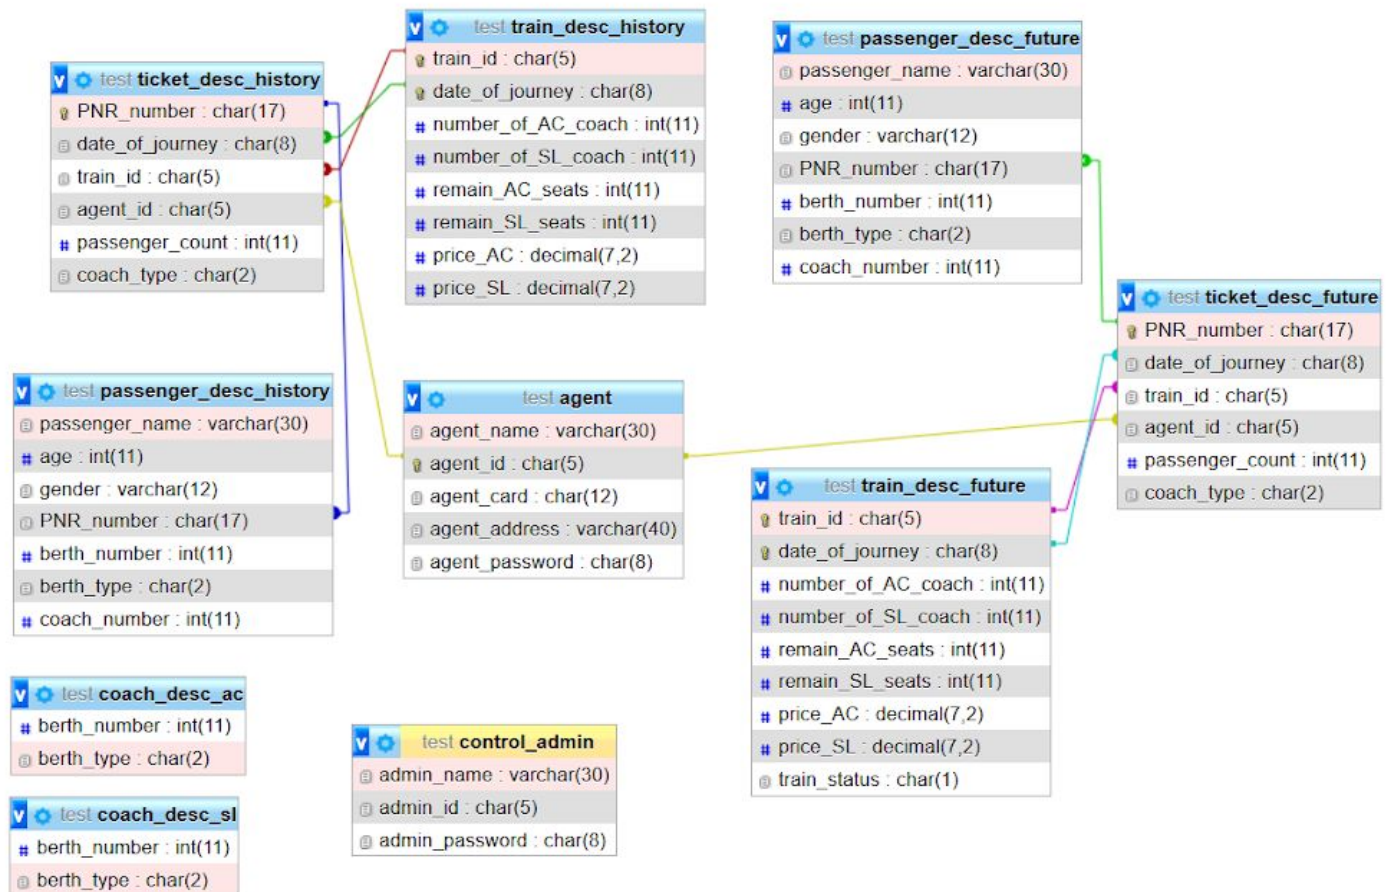 test ticket_desc_history
PNR_number : char(17)
date_of_journey : char(8)
train_id : char(5)
agent_id : char(5)
passenger_count : int(11)
coach_type : char(2)
test train_desc_history
train_id : char(5)
date_of_journey : char(8)
number_of_AC_coach : int(11)
number_of_SL_coach : int(11)
remain_AC_seats : int(11)
remain_SL_seats : int(11)
price_AC : decimal(7,2)
price_SL : decimal(7,2)
test passenger_desc_future
passenger_name : varchar(30)
age : int(11)
gender : varchar(12)
PNR_number : char(17)
berth_number : int(11)
berth_type : char(2)
coach_number : int(11)
test ticket_desc_future
PNR_number : char(17)
date_of_journey : char(8)
train_id : char(5)
agent_id : char(5)
passenger_count : int(11)
coach_type : char(2)
test passenger_desc_history
passenger_name : varchar(30)
age : int(11)
gender : varchar(12)
PNR_number : char(17)
berth_number : int(11)
berth_type : char(2)
coach_number : int(11)
test agent
agent_name : varchar(30)
agent_id : char(5)
agent_card : char(12)
agent_address : varchar(40)
agent_password : char(8)
test train_desc_future
train_id : char(5)
date_of_journey : char(8)
number_of_AC_coach : int(11)
number_of_SL_coach : int(11)
remain_AC_seats : int(11)
remain_SL_seats : int(11)
price_AC : decimal(7,2)
price_SL : decimal(7,2)
train_status : char(1)
test coach_desc_ac
berth_number : int(11)
berth_type : char(2)
test control_admin
admin_name : varchar(30)
admin_id : char(5)
admin_password : char(8)
test coach_desc_sl
berth_number : int(11)
berth_type : char(2)